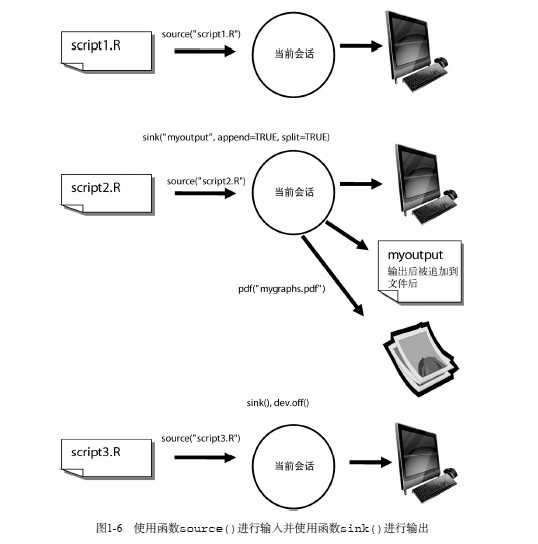 script1.R
source("script1.R")
当前会话
sink("myoutput", append=TRUE, split=TRUE)
script2.R
source("script2.R")
当前会话
myoutput
输出后被追加到
文件后
pdf("mygraphs.pdf")
sink(), dev.off()
script3.R
source("script3.R")
当前会话
图1-6 使用函数source()进行输入并使用函数sink()进行输出